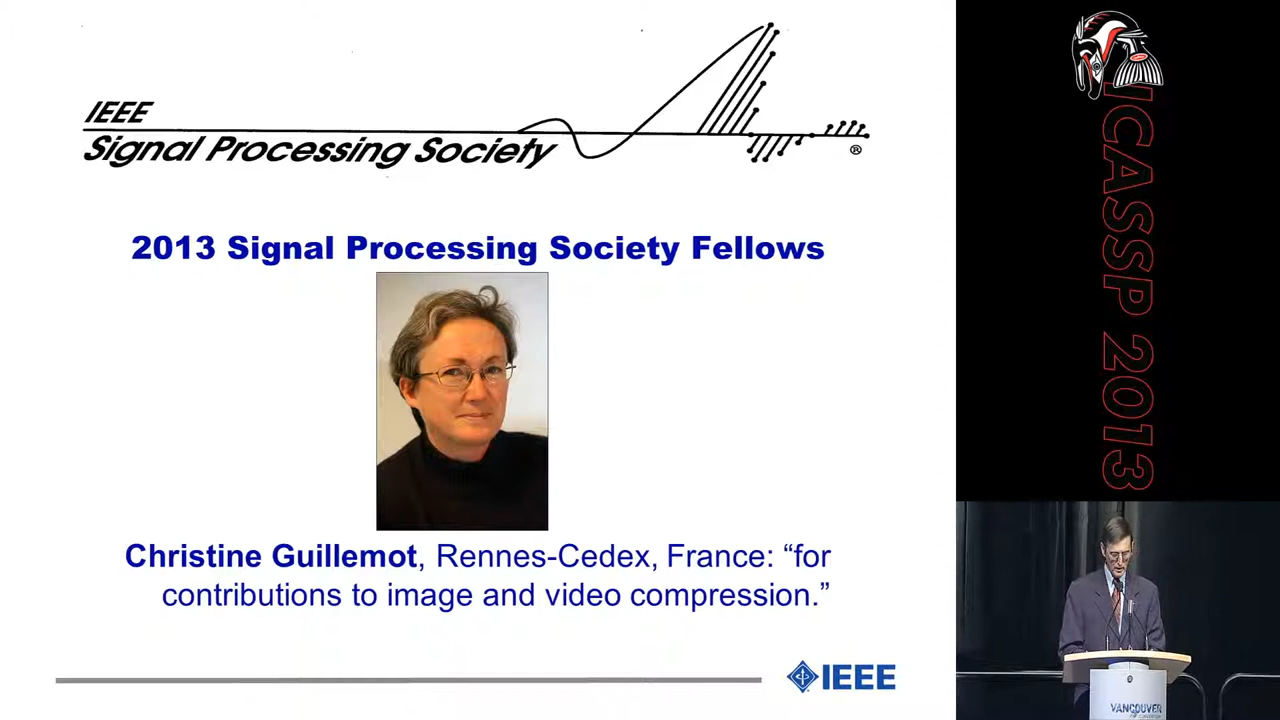 IEEE
Signal Processing Society
®
2013 Signal Processing Society Fellows
Christine Guillemot, Rennes-Cedex, France: “for
contributions to image and video compression.”
IEEE
ICASSP 2013
VANCOUVER